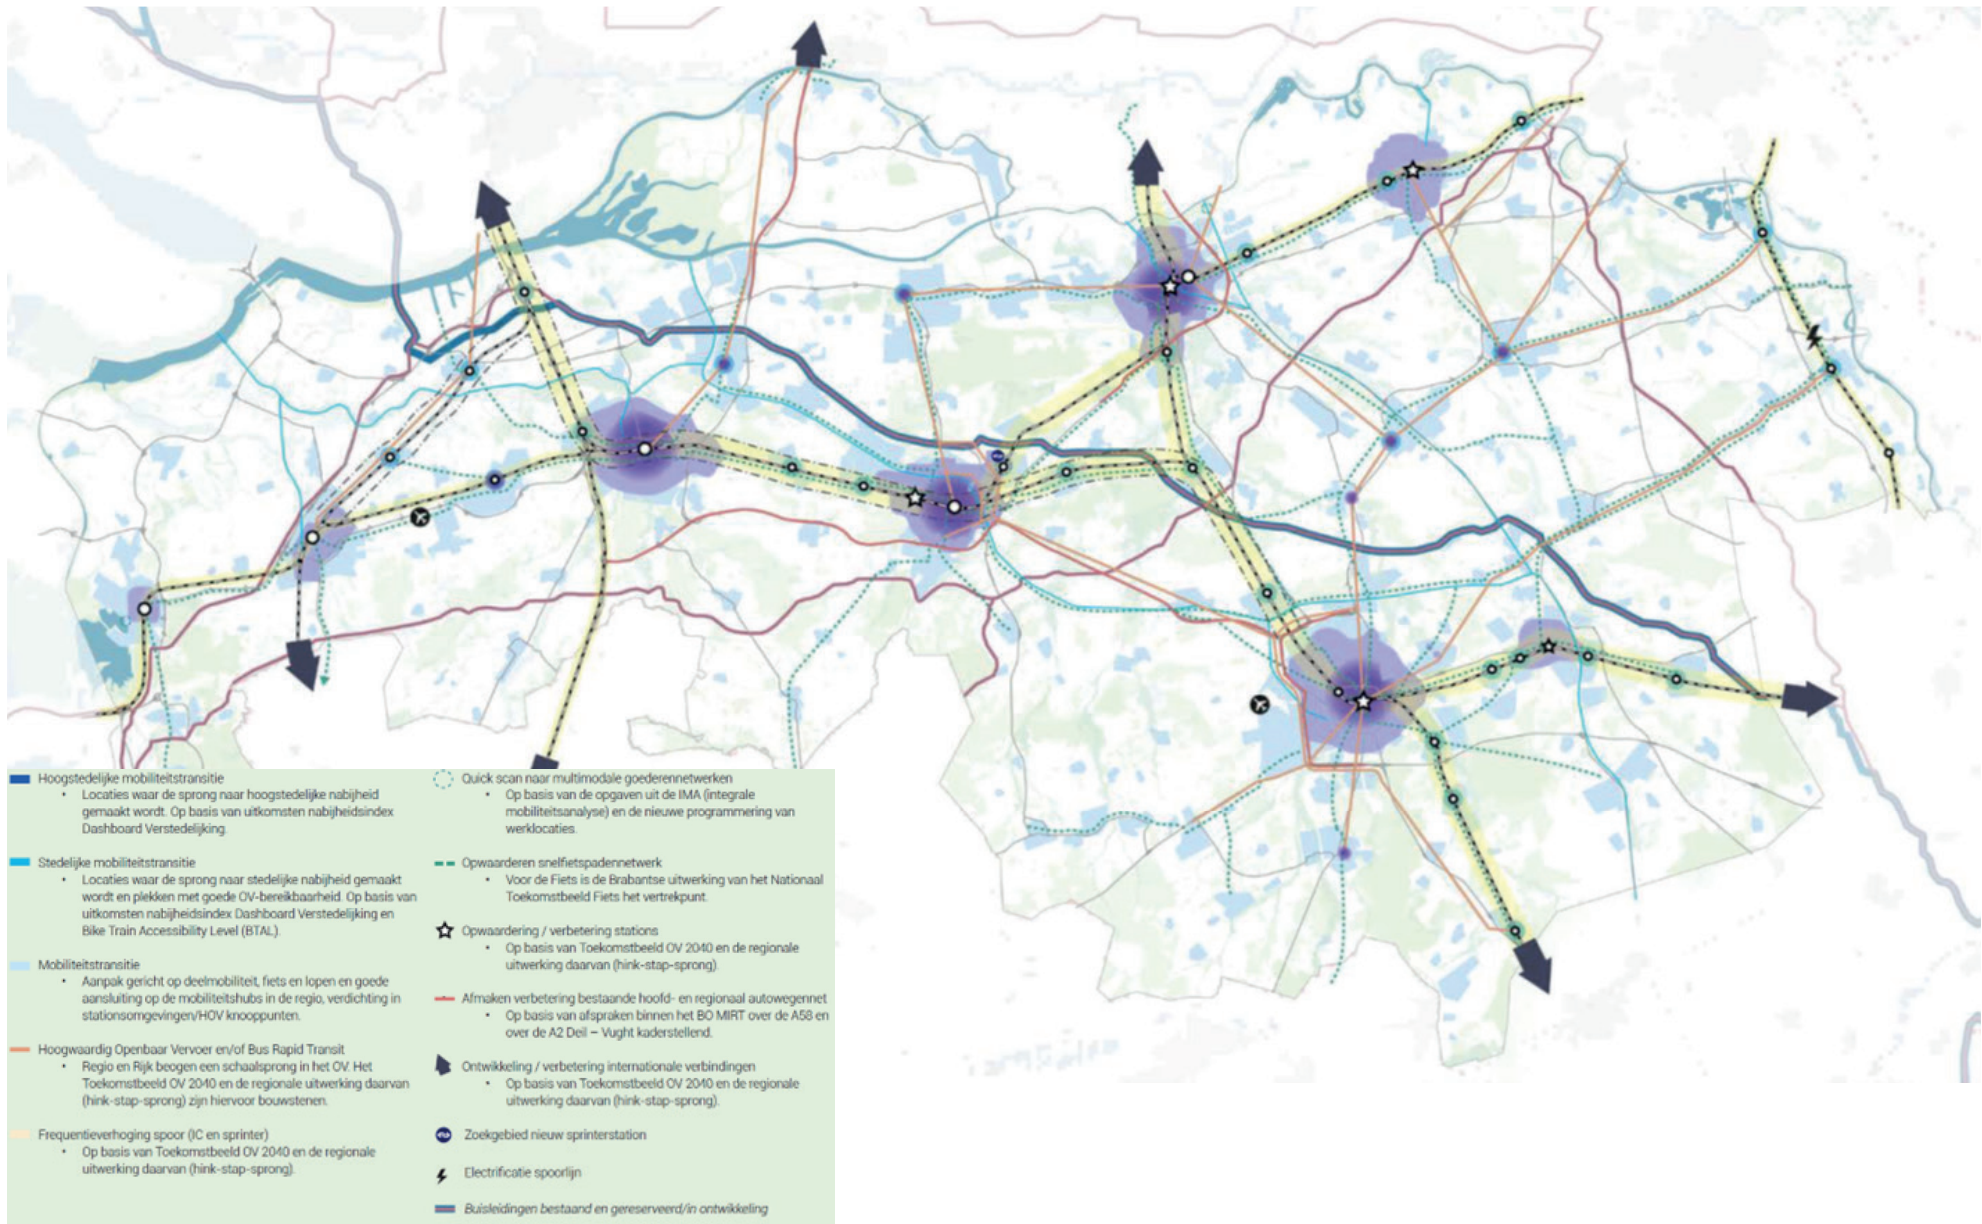 Hoogstedelijke mobiliteitstransitie
• Locaties waar de sprong naar hoogstedelijke nabijheid
gemaakt wordt. Op basis van uitkomsten nabijheidsindex
Dashboard Verstedelijking.
Stedelijke mobiliteitstransitie
• Locaties waar de sprong naar stedelijke nabijheid gemaakt
wordt en plekken met goede OV-bereikbaarheid. Op basis van
uitkomsten nabijheidsindex Dashboard Verstedelijking en
Bike Train Accessibility Level (BTAL).
Mobiliteitstransitie
• Aanpak gericht op deelmobiliteit, fiets en lopen en goede
aansluiting op de mobiliteitshubs in de regio, verdichting in
stationsomgevingen/HOV knooppunten.
Hoogwaardig Openbaar Vervoer en/of Bus Rapid Transit
• Regio en Rijk beogen een schaalsprong in het OV. Het
Toekomstbeeld OV 2040 en de regionale uitwerking daarvan
(hink-stap-sprong) zijn hiervoor bouwstenen.
Frequentieverhoging spoor (IC en sprinter)
• Op basis van Toekomstbeeld OV 2040 en de regionale
uitwerking daarvan (hink-stap-sprong).
Quick scan naar multimodale goederennetwerken
• Op basis van de opgaven uit de IMA (integrale
mobiliteitsanalyse) en de nieuwe programmering van
werklocaties.
Opwaarderen snelfietspadennetwerk
• Voor de Fiets is de Brabantse uitwerking van het Nationaal
Toekomstbeeld Fiets het vertrekpunt.
Opwaardering / verbetering stations
• Op basis van Toekomstbeeld OV 2040 en de regionale
uitwerking daarvan (hink-stap-sprong).
Afmaken verbetering bestaande hoofd- en regionaal autowegennet
• Op basis van afspraken binnen het BO MIRT over de A58 en
over de A2 Deil – Vught kaderstellend.
Ontwikkeling / verbetering internationale verbindingen
• Op basis van Toekomstbeeld OV 2040 en de regionale
uitwerking daarvan (hink-stap-sprong).
Zoekgebied nieuw sprinterstation
Electrificatie spoorlijn
Buisleidingen bestaand en gereserveerd/in ontwikkeling